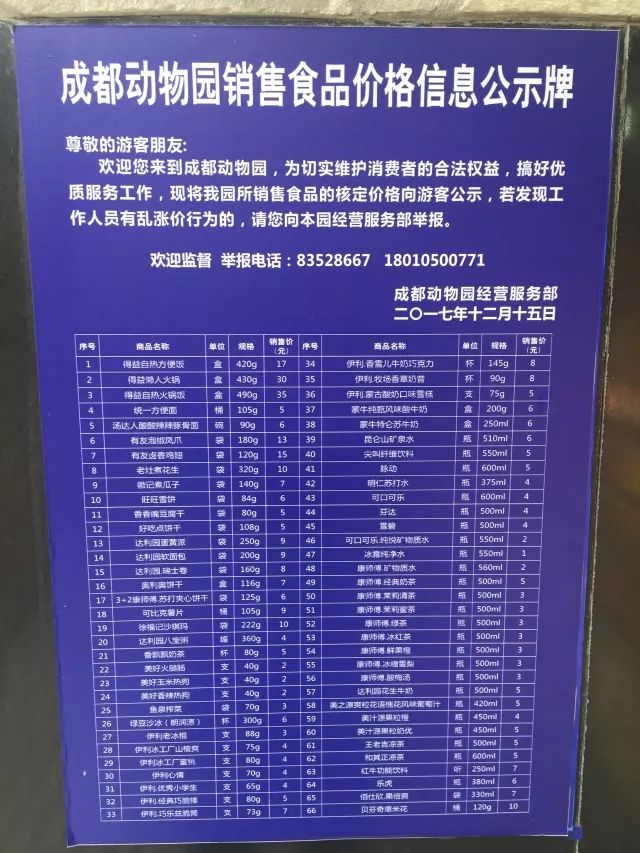 成都动物园销售食品价格信息公示牌
尊敬的游客朋友:
欢迎您来到成都动物园，为切实维护消费者的合法权益，搞好优
质服务工作，现将我园所销售食品的核定价格向游客公示，若发现工
作人员有乱涨价行为的，请您向本园经营服务部举报。
欢迎监督 举报电话：83528667 18010500771
成都动物园经营服务部
二〇一七年十二月十五日
序号 商品名称 单位 规格 销售价(元) 序号 商品名称 单位 规格 销售价(元)
1 得益自热方便饭 盒 420g 17 34 伊利.香雪儿牛奶巧克力 杯 145g 8
2 得益懒人火锅 盒 430g 30 35 伊利.牧场香草奶昔 杯 90g 8
3 得益自热火锅饭 盒 490g 35 36 伊利.蒙古酸奶口味雪糕 支 75g 5
4 统一方便面 桶 105g 5 37 蒙牛纯甄风味酸牛奶 盒 200g 6
5 汤达人酸酸辣辣豚骨面 碗 90g 6 38 蒙牛特仑苏牛奶 盒 250ml 6
6 有友泡椒凤爪 袋 180g 13 39 昆仑山矿泉水 瓶 510ml 6
7 有友卤香鸡翅 袋 120g 15 40 尖叫纤维饮料 瓶 550ml 5
8 老灶煮花生 袋 320g 10 41 脉动 瓶 600ml 5
9 徽记煮瓜子 袋 140g 7 42 明仁苏打水 瓶 375ml 4
10 旺旺雪饼 袋 84g 6 43 可口可乐 瓶 600ml 4
11 香香嘴豆腐干 袋 80g 5 44 芬达 瓶 500ml 4
12 好吃点饼干 袋 108g 5 45 雪碧 瓶 500ml 4
13 达利园蛋黄派 袋 250g 9 46 可口可乐.纯悦矿物质水 瓶 550ml 2
14 达利园软面包 袋 200g 9 47 冰露纯净水 瓶 550ml 1
15 达利园.瑞士卷 袋 160g 8 48 康师傅.矿物质水 瓶 560ml 2
16 奥利奥饼干 盒 116g 7 49 康师傅.经典奶茶 瓶 500ml 5
17 3+2康师傅.苏打夹心饼干 袋 125g 6 50 康师傅.茉莉清茶 瓶 500ml 3
18 可比克薯片 桶 105g 9 51 康师傅.茉莉蜜茶 瓶 500ml 3
19 徐福记沙琪玛 袋 222g 10 52 康师傅.绿茶 瓶 500ml 3
20 达利园八宝粥 罐 360g 4 53 康师傅.冰红茶 瓶 500ml 3
21 香飘飘奶茶 杯 80g 5 54 康师傅.鲜果橙 瓶 500ml 3
22 美好火腿肠 支 40g 2 55 康师傅.冰糖雪梨 瓶 500ml 3
23 美好玉米热狗 支 40g 2 56 康师傅.酸梅汤 瓶 500ml 3
24 美好香辣热狗 支 40g 2 57 达利园花生牛奶 瓶 500ml 5
25 鱼泉榨菜 袋 70g 3 58 美之源爽粒花语槐花风味葡萄汁 瓶 420ml 5
26 绿豆沙冰（朗润源） 杯 300g 6 59 美汁源果粒橙 瓶 450ml 4
27 伊利老冰棍 支 88g 3 60 美汁源果粒奶优 瓶 450ml 5
28 伊利冰工厂山楂爽 支 75g 4 61 王老吉凉茶 瓶 500ml 5
29 伊利冰工厂蜜桃 支 80g 4 62 和其正凉茶 瓶 600ml 5
30 伊利心情 支 70g 4 63 红牛功能饮料 听 250ml 7
31 伊利.优秀小学生 支 65g 4 64 乐虎 瓶 380ml 6
32 伊利.经典巧脆棒 支 80g 5 65 佰仕欣.果倍爽 袋 330ml 7
33 伊利.巧乐兹脆筒 支 73g 7 66 贝芬奇爆米花 桶 120g 10